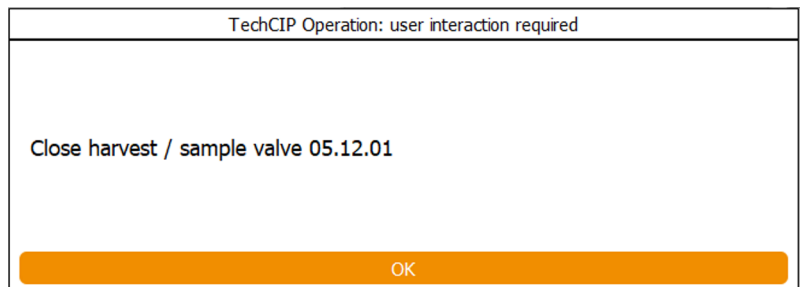 TechCIP Operation: user interaction required
Close harvest / sample valve 05.12.01
OK